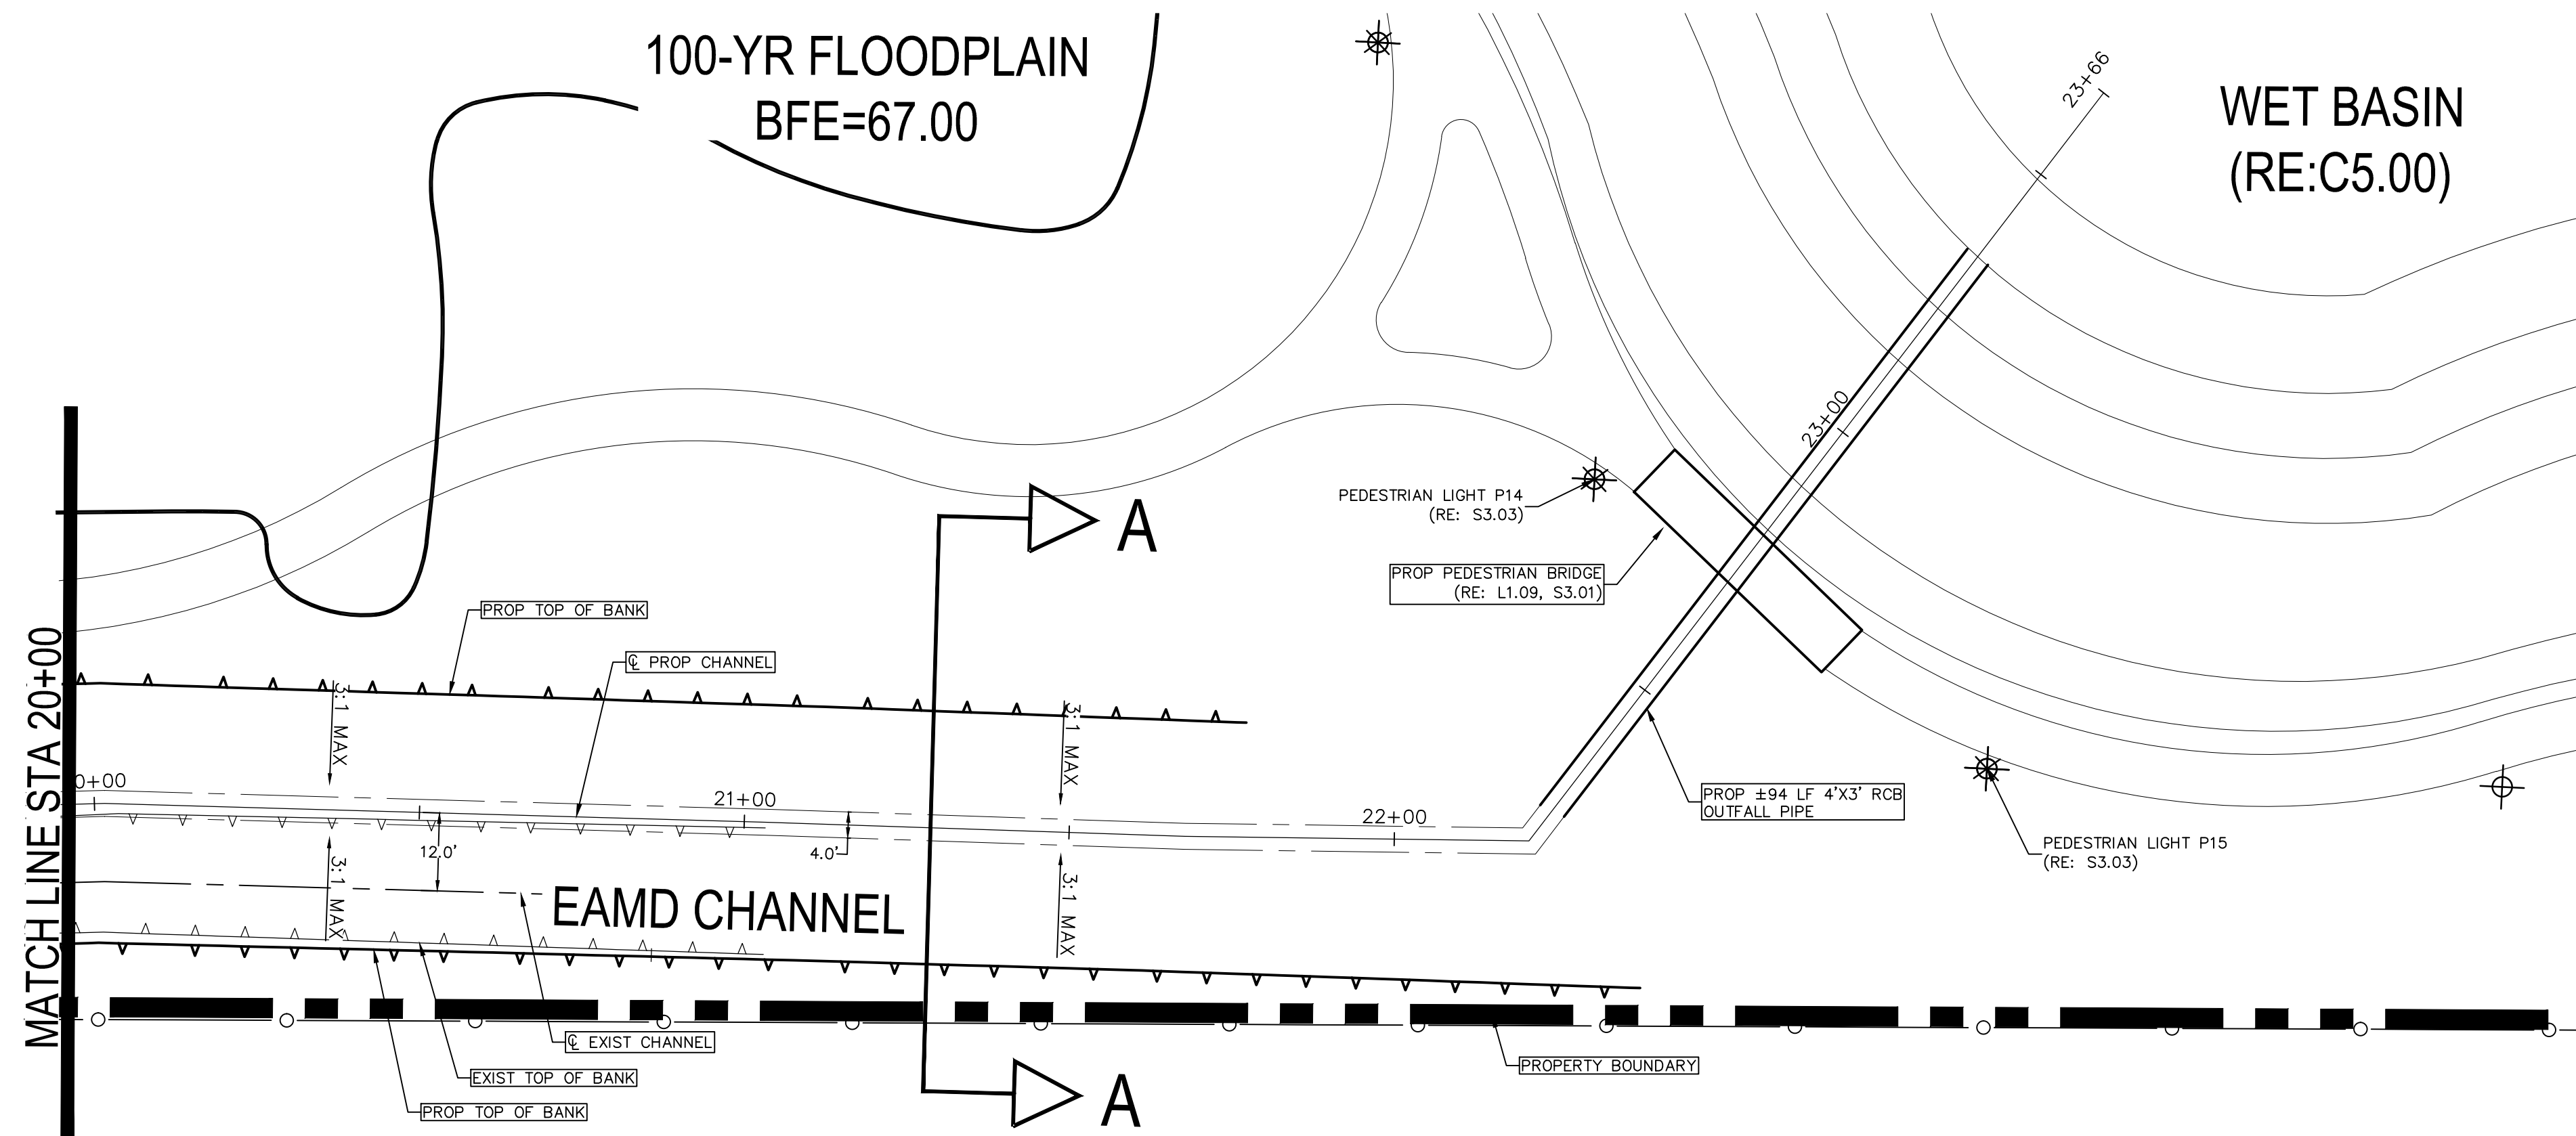 100-YR FLOODPLAIN
BFE=67.00
23+66
WET BASIN
(RE:C5.00)
23+00
PEDESTRIAN LIGHT P14
(RE: S3.03)
A
PROP PEDESTRIAN BRIDGE
(RE: L1.09, S3.01)
PROP TOP OF BANK
℄ PROP CHANNEL
MATCH LINE STA 20+00
3:1 MAX
3:1 MAX
0+00
21+00
22+00
PROP ±94 LF 4'X3' RCB
OUTFALL PIPE
12.0'
4.0'
PEDESTRIAN LIGHT P15
(RE: S3.03)
3:1 MAX
3:1 MAX
EAMD CHANNEL
℄ EXIST CHANNEL
EXIST TOP OF BANK
PROPERTY BOUNDARY
PROP TOP OF BANK
A